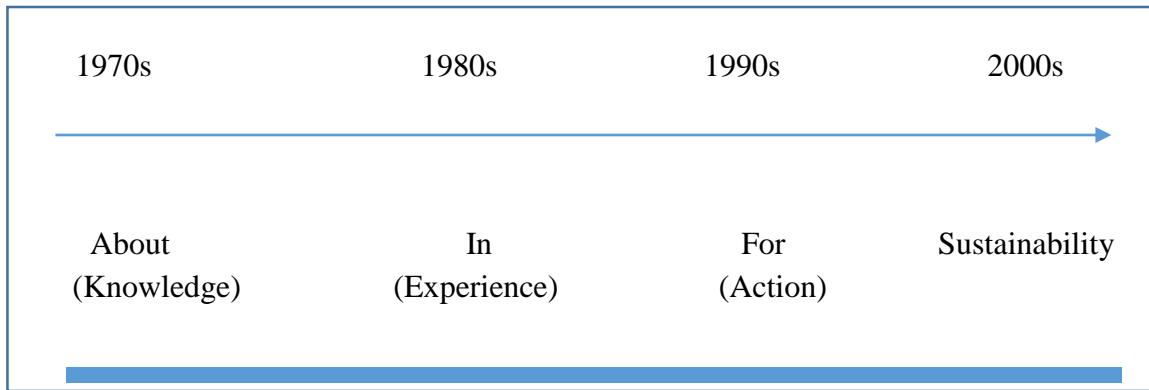 1970s 1980s 1990s 2000s
About In For Sustainability
(Knowledge) (Experience) (Action)